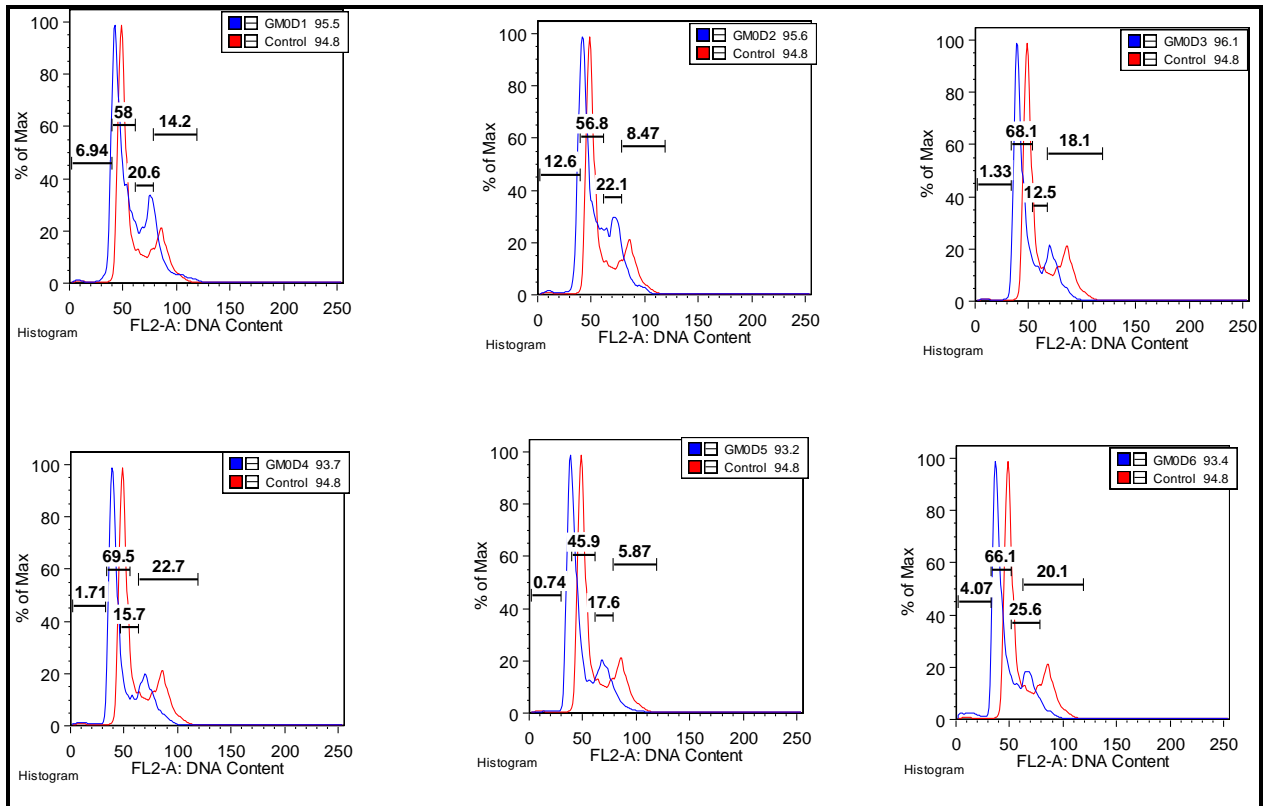 GM0D1 95.5
Control 94.8
% of Max
100
80
60
40
20
0
6.94
58
20.6
14.2
0 50 100 150 200 250
FL2-A: DNA Content
Histogram
GM0D2 95.6
Control 94.8
% of Max
100
80
60
40
20
0
12.6
56.8
22.1
8.47
0 50 100 150 200 250
FL2-A: DNA Content
Histogram
GM0D3 96.1
Control 94.8
% of Max
100
80
60
40
20
0
1.33
68.1
12.5
18.1
0 50 100 150 200 250
FL2-A: DNA Content
Histogram
GM0D4 93.7
Control 94.8
% of Max
100
80
60
40
20
0
1.71
69.5
15.7
22.7
0 50 100 150 200 250
FL2-A: DNA Content
Histogram
GM0D5 93.2
Control 94.8
% of Max
100
80
60
40
20
0
0.74
45.9
17.6
5.87
0 50 100 150 200 250
FL2-A: DNA Content
Histogram
GM0D6 93.4
Control 94.8
% of Max
100
80
60
40
20
0
4.07
66.1
25.6
20.1
0 50 100 150 200 250
FL2-A: DNA Content
Histogram